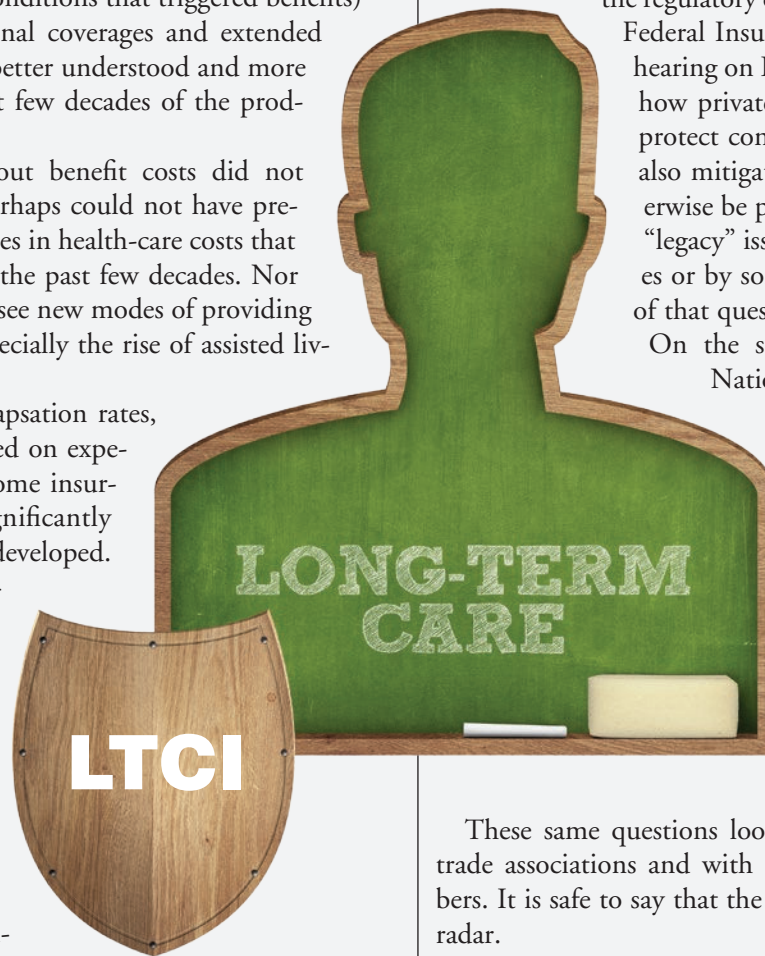 onditions that triggered benefits)
nal coverages and extended
better understood and more
t few decades of the prod-
out benefit costs did not
rhaps could not have pre-
es in health-care costs that
the past few decades. Nor
see new modes of providing
ecially the rise of assisted liv-
apsation rates,
ed on expe-
ome insur-
gnificantly
developed.
-
the regulatory
Federal Insu
hearing on
how private
protect con
also mitiga
erwise be p
“legacy” iss
es or by so
of that ques
On the s
Natio
LONG-TERM
CARE
LTCI
These same questions loo
trade associations and with
bers. It is safe to say that the
radar.